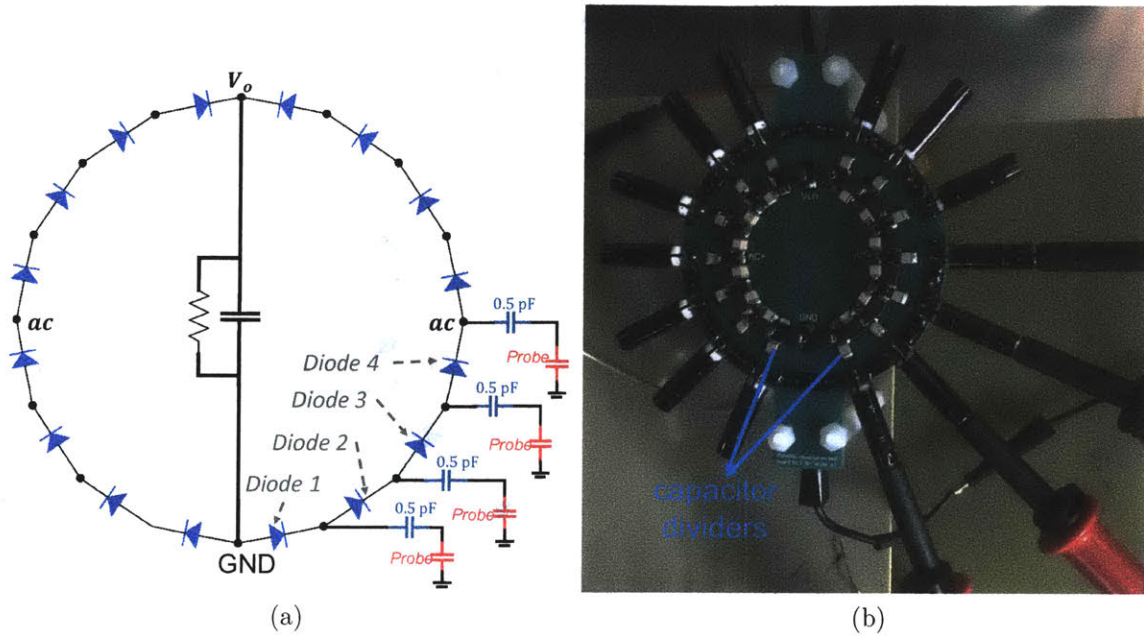 V_o
ac
ac
0.5 pF
Probe
Diode 4
0.5 pF
Diode 3
Probe
Diode 2
0.5 pF
Diode 1
0.5 pF
Probe
Probe
GND
GND
capacitor
dividers
(a)
(b)